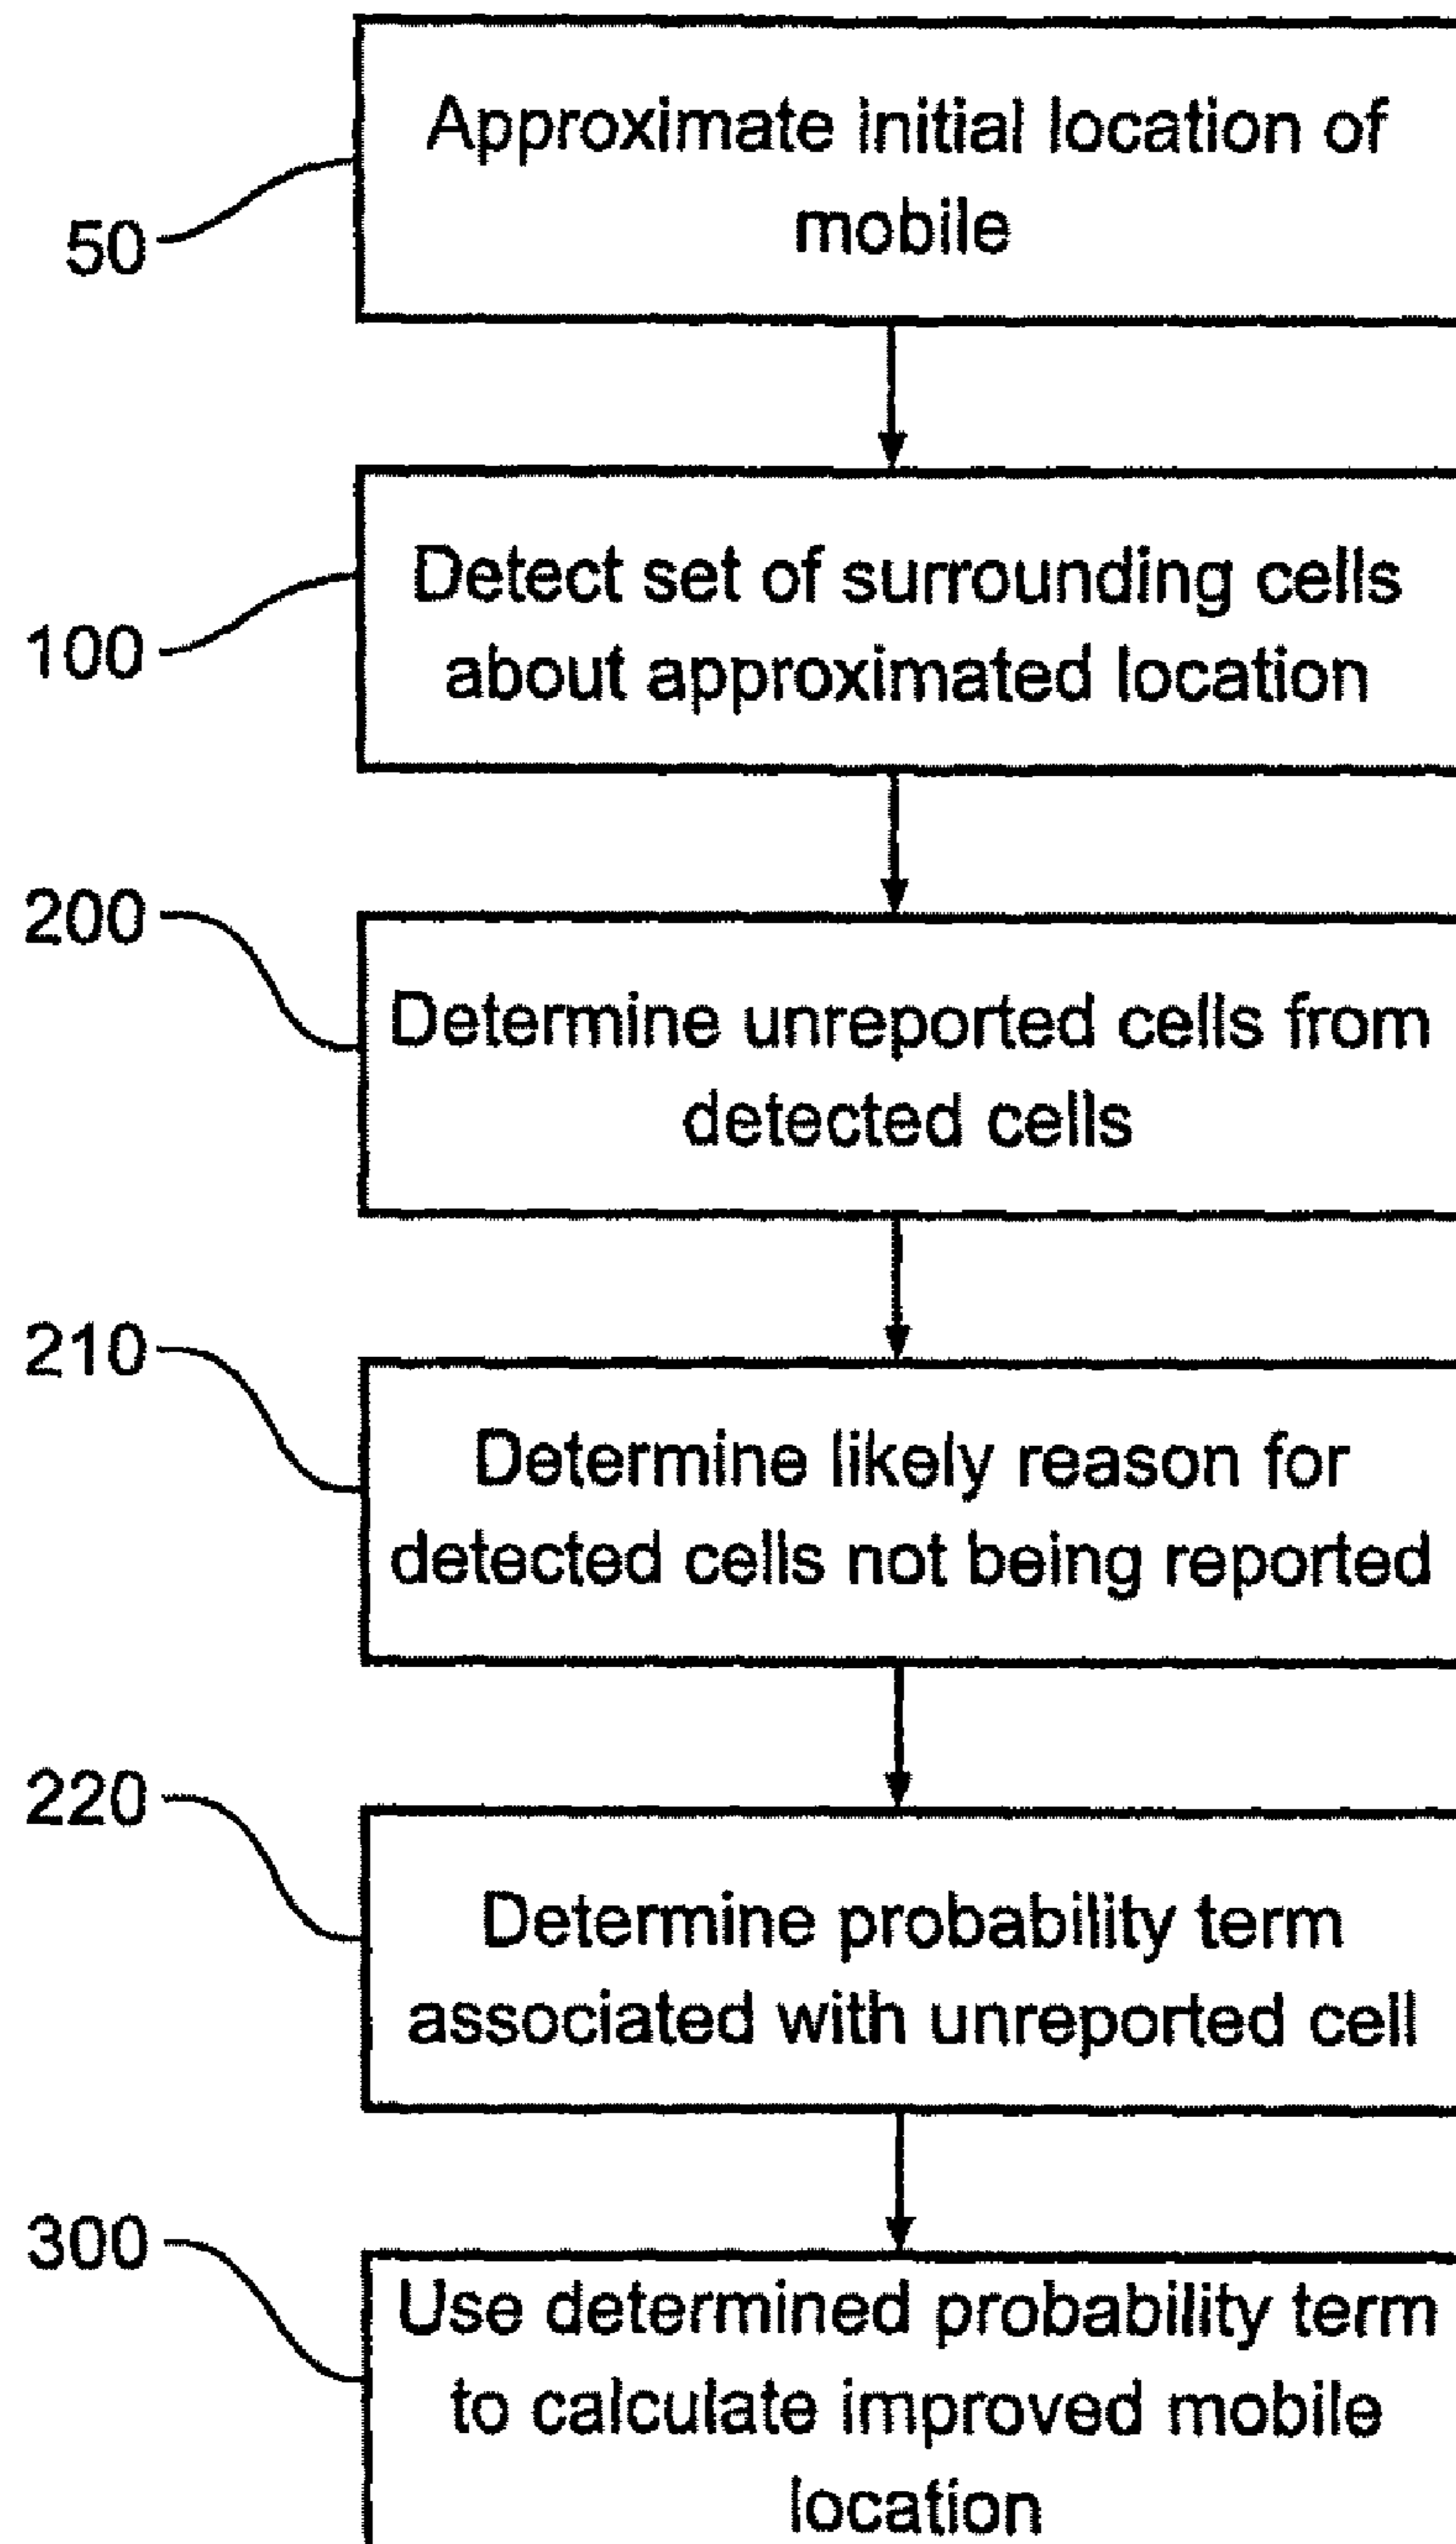 Approximate initial location of
mobile
50
Detect set of surrounding cells
about approximated location
100
200
Determine unreported cells from
detected cells
210
Determine likely reason for
detected cells not being reported
220
Determine probability term
associated with unreported cell
300
Use determined probability term
to calculate improved mobile
location